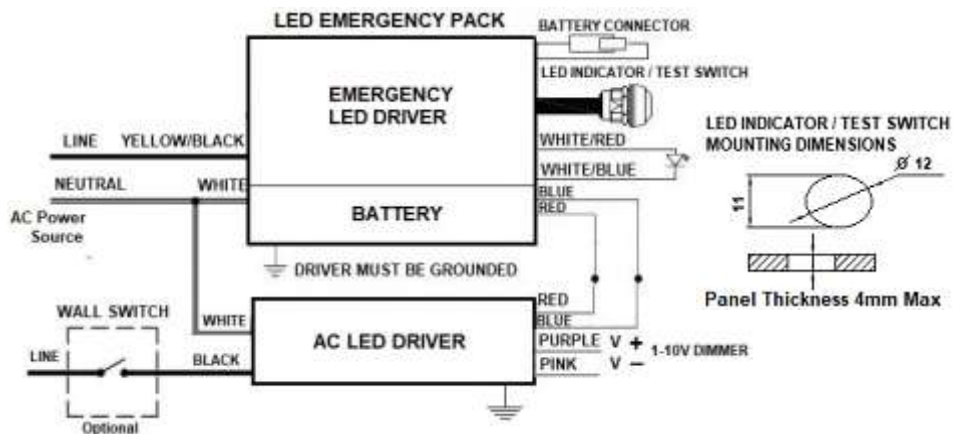 LED EMERGENCY PACK
BATTERY CONNECTOR
LED INDICATOR / TEST SWITCH
EMERGENCY
LED DRIVER
LINE YELLOW/BLACK
WHITE/RED
LED INDICATOR / TEST SWITCH
MOUNTING DIMENSIONS
Ø 12
11
NEUTRAL WHITE
WHITE/BLUE
BLUE
RED
BATTERY
AC Power
Source
DRIVER MUST BE GROUNDED
Panel Thickness 4mm Max
WALL SWITCH
WHITE
RED
BLUE
AC LED DRIVER
PURPLE V +
1-10V DIMMER
PINK V −
LINE
BLACK
Optional